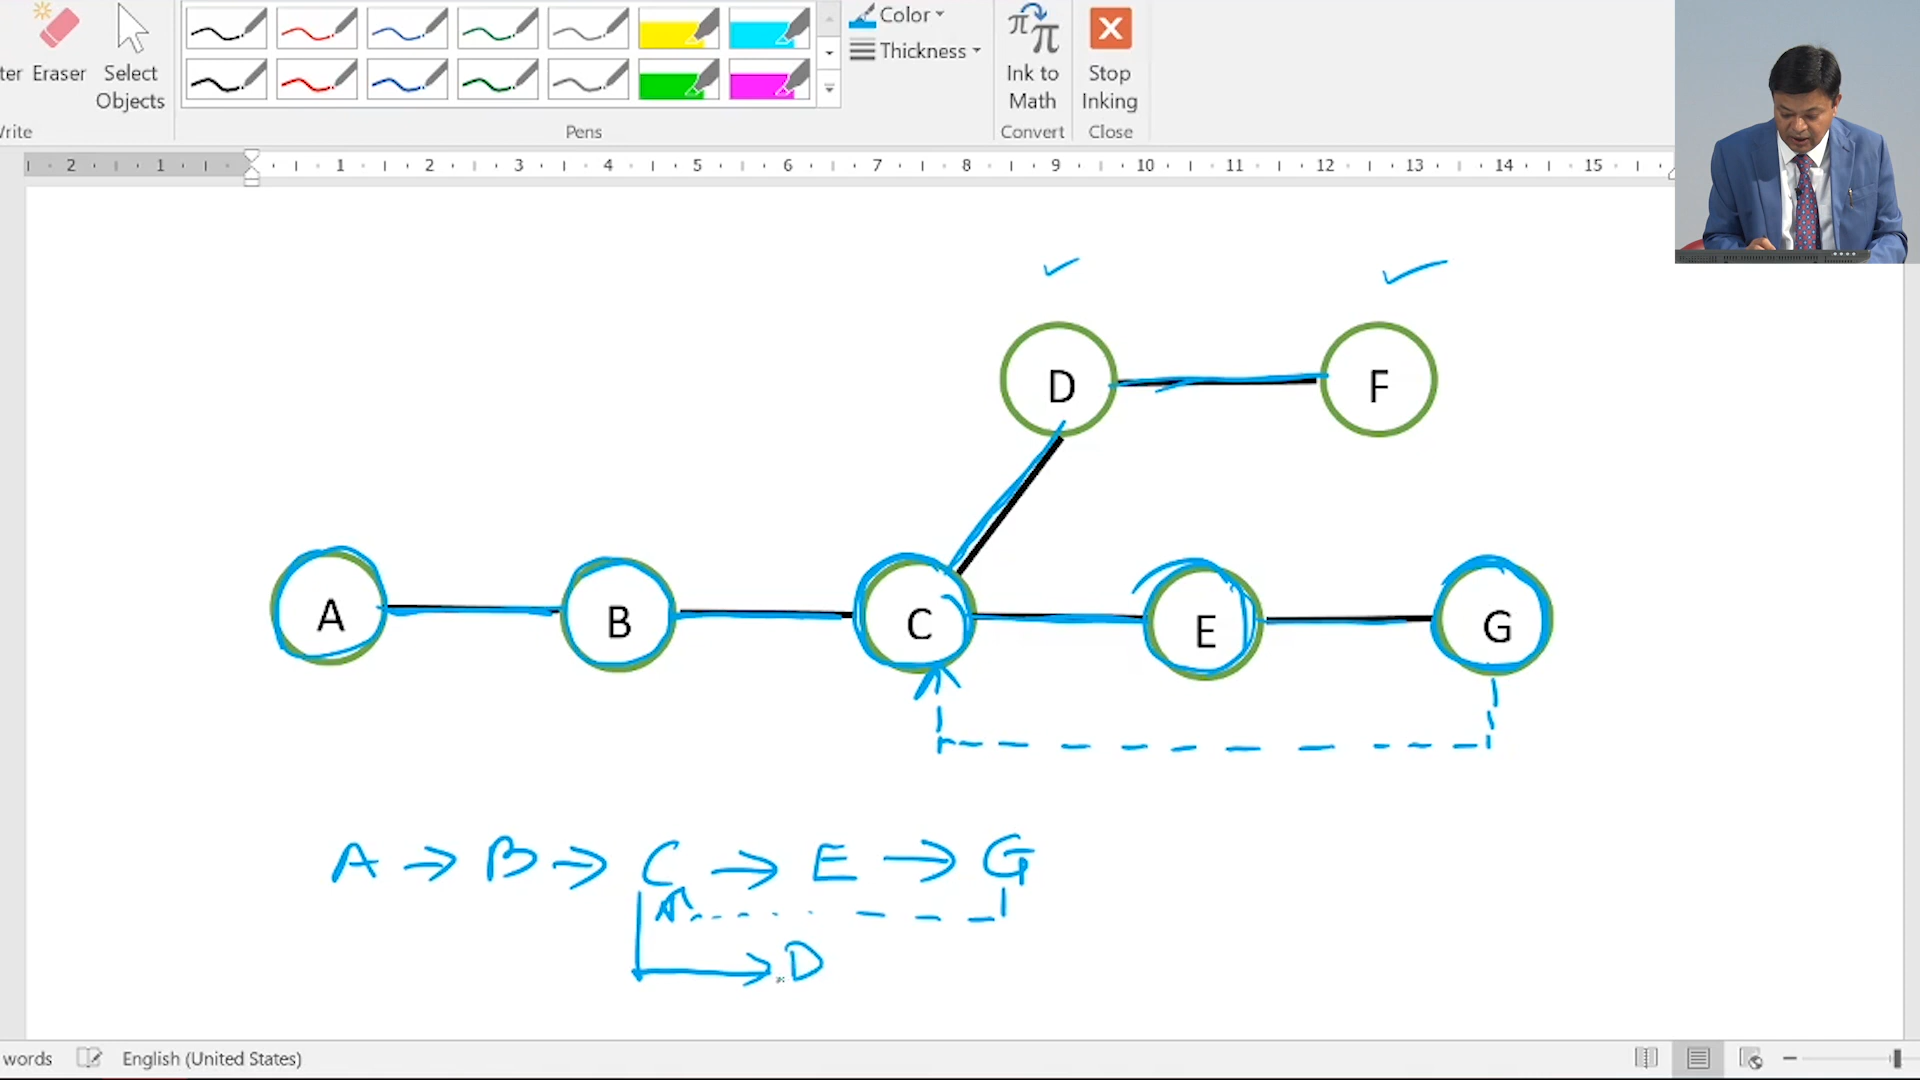 ter Eraser Select Objects
Write
Pens
Color
Thickness
Ink to Math
Convert
Stop Inking
Close
2 1 1 2 3 4 5 6 7 8 9 10 11 12 13 14 15
D F
A B C E G
A → B → C → E → G
D
words English (United States)